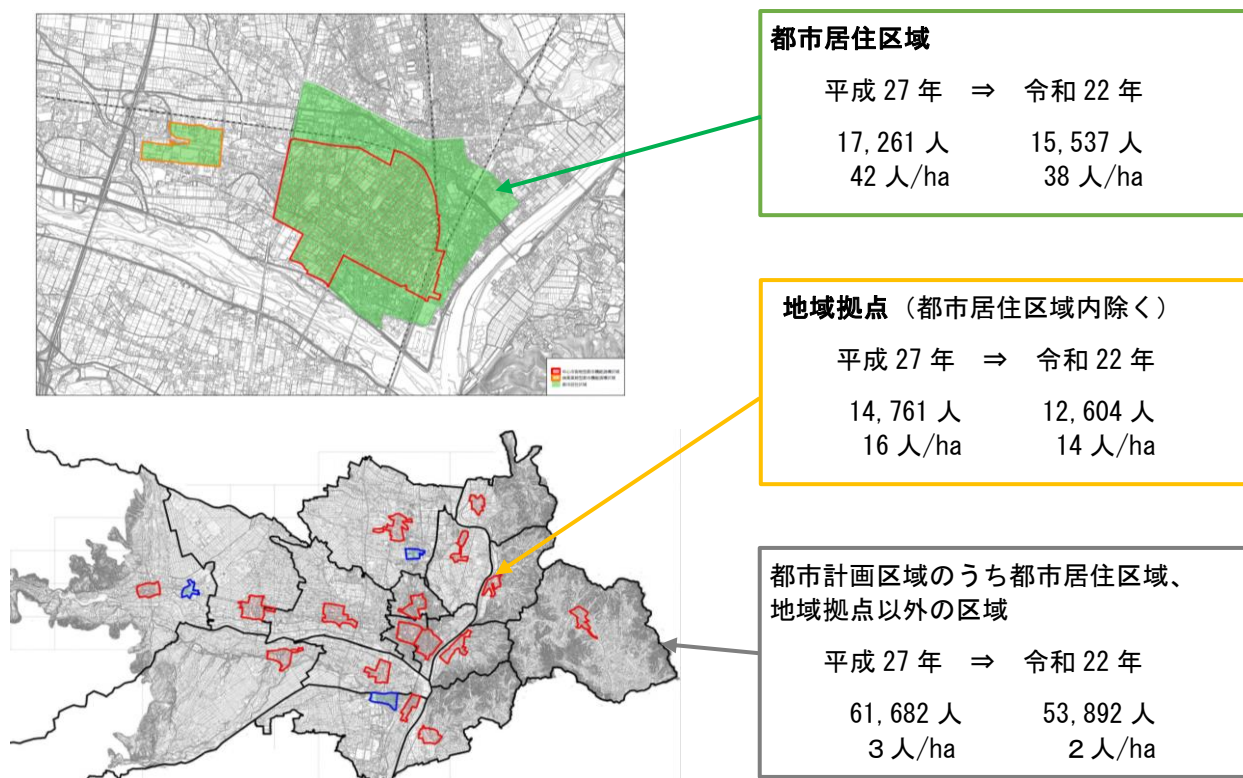 都市居住区域
平成 27 年 ⇒ 令和 22 年
17,261 人 15,537 人
42 人/ha 38 人/ha
地域拠点（都市居住区域内除く）
平成 27 年 ⇒ 令和 22 年
14,761 人 12,604 人
16 人/ha 14 人/ha
都市計画区域のうち都市居住区域、
地域拠点以外の区域
平成 27 年 ⇒ 令和 22 年
61,682 人 53,892 人
３人/ha ２人/ha